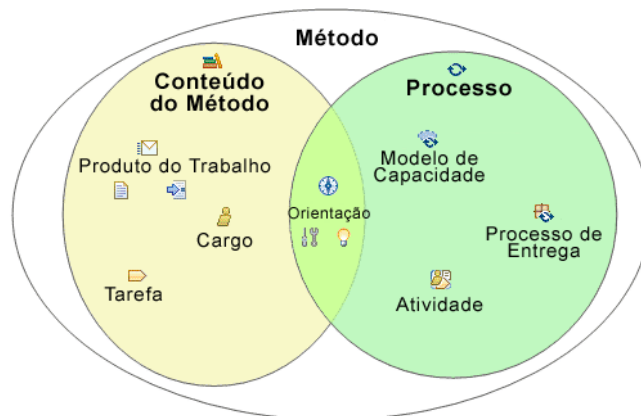 Método
Conteúdo
do Método
Processo
Produto do Trabalho
Modelo de
Capacidade
Orientação
Cargo
Processo de
Entrega
Tarefa
Atividade